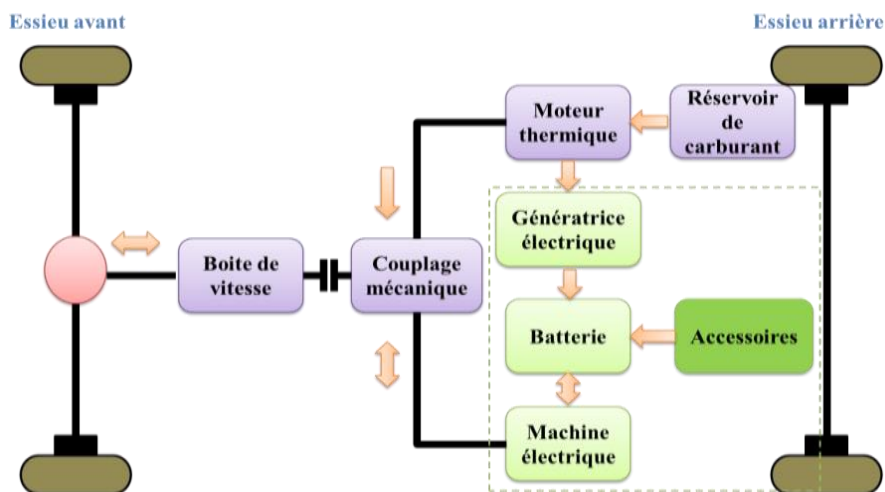 Essieu avant
Essieu arrière
Moteur
thermique
Réservoir
de
carburant
Génératrice
électrique
Boite de
vitesse
Couplage
mécanique
Batterie
Accessoires
Machine
électrique